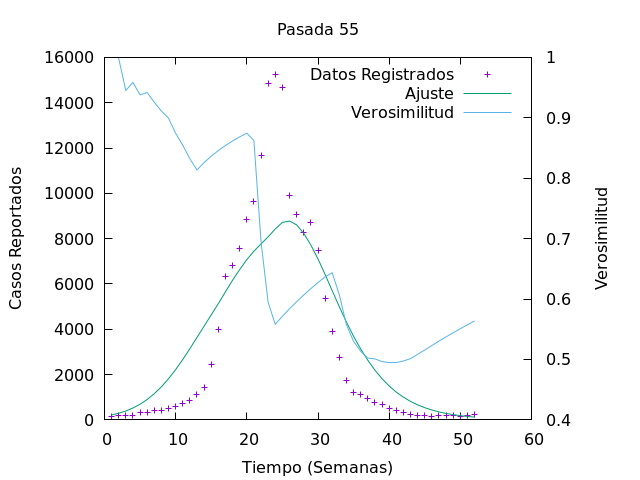 Pasada 55
16000
14000
12000
10000
8000
6000
4000
2000
0
1
0.9
0.8
0.7
0.6
0.5
0.4
Datos Registrados
Ajuste
Verosimilitud
Casos Reportados
Verosimilitud
0 10 20 30 40 50 60
Tiempo (Semanas)